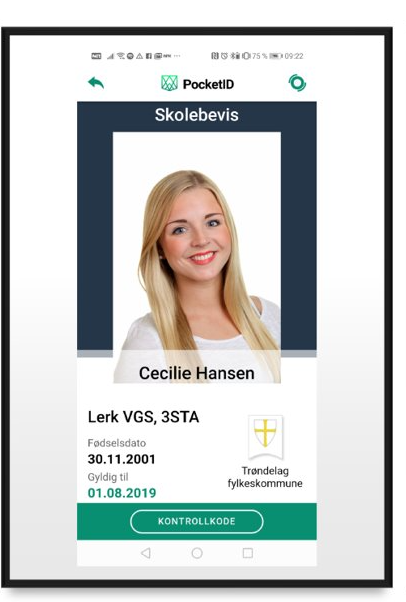 75 % 09:22
PocketID
Skolebevis
Cecilie Hansen
Lerk VGS, 3STA
Fødselsdato
30.11.2001
Gyldig til
01.08.2019
Trøndelag
fylkeskommune
KONTROLLKODE